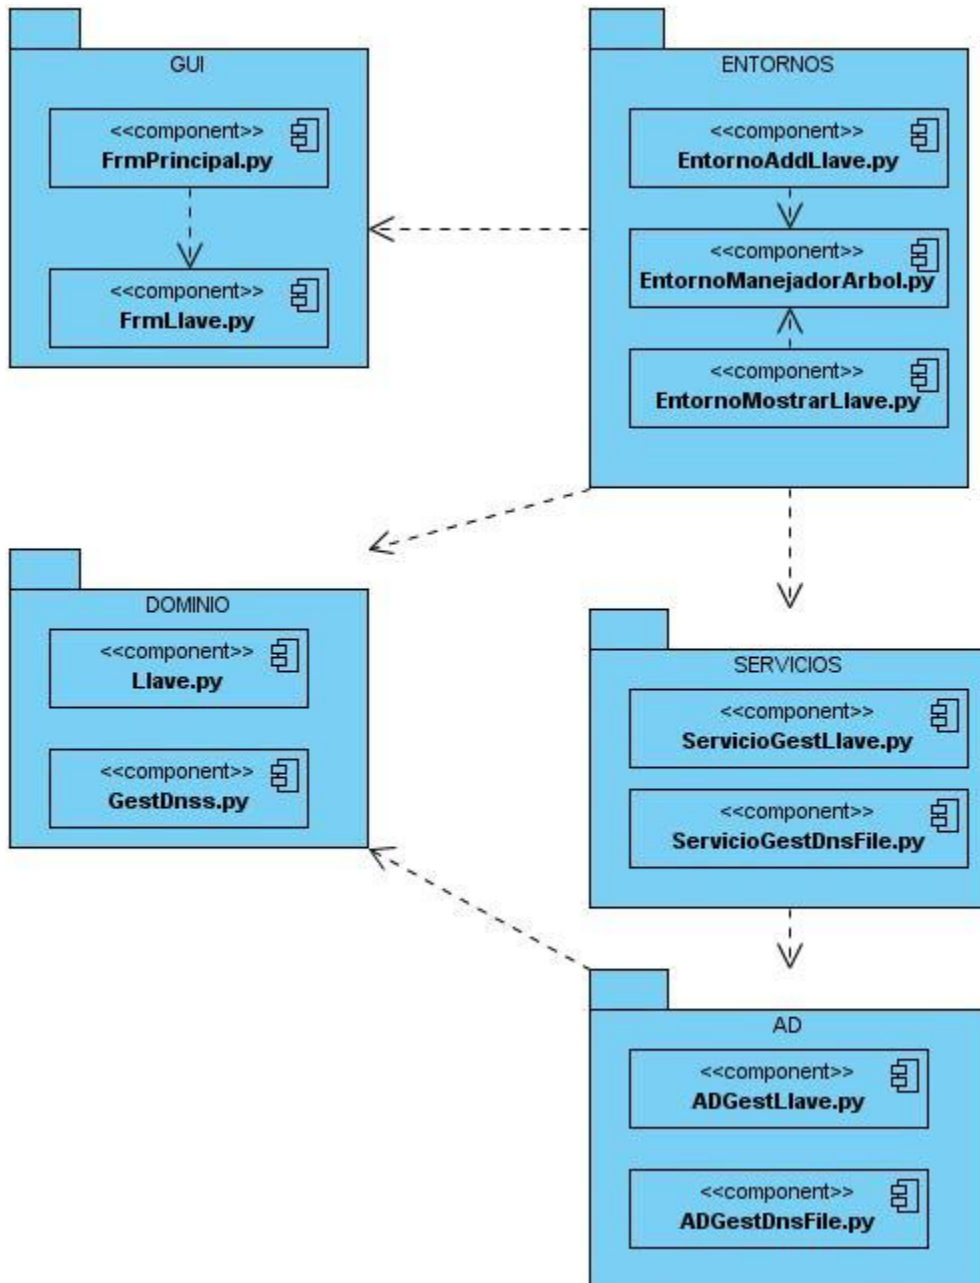 GUI
<<component>>
FrmPrincipal.py
<<component>>
FrmLlave.py
ENTORNOS
<<component>>
EntornoAddLlave.py
<<component>>
EntornoManejadorArbol.py
<<component>>
EntornoMostrarLlave.py
DOMINIO
<<component>>
Llave.py
<<component>>
GestDnss.py
SERVICIOS
<<component>>
ServicioGestLlave.py
<<component>>
ServicioGestDnsFile.py
AD
<<component>>
ADGestLlave.py
<<component>>
ADGestDnsFile.py